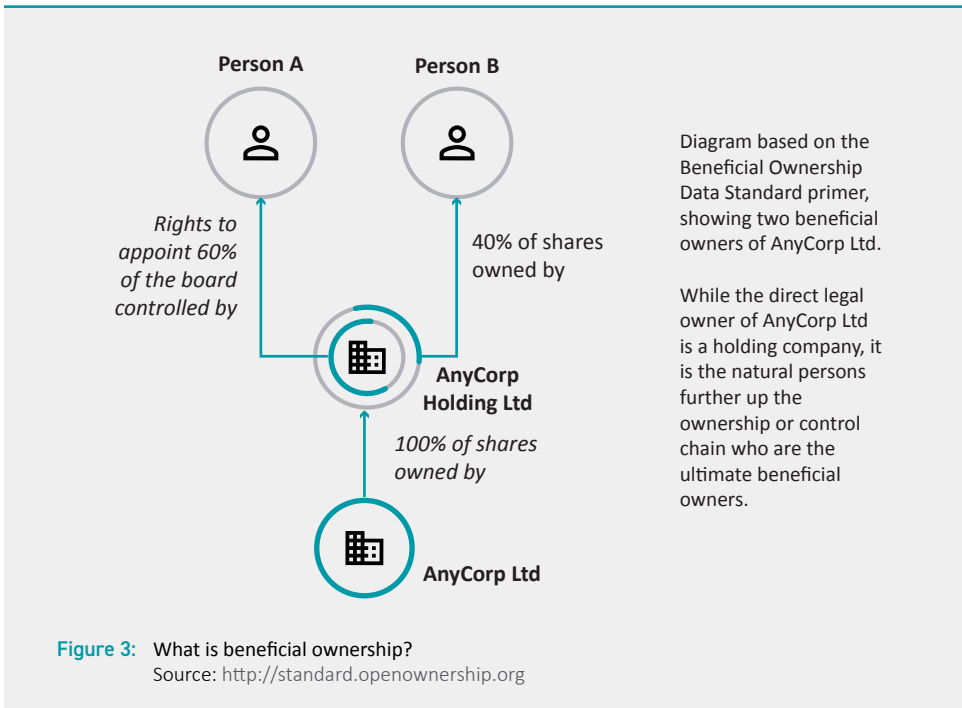 Person A
Person B
Rights to
appoint 60%
of the board
controlled by
40% of shares
owned by
AnyCorp
Holding Ltd
100% of shares
owned by
AnyCorp Ltd
Diagram based on the
Beneficial Ownership
Data Standard primer,
showing two beneficial
owners of AnyCorp Ltd.
While the direct legal
owner of AnyCorp Ltd
is a holding company, it
is the natural persons
further up the
ownership or control
chain who are the
ultimate beneficial
owners.
Figure 3: What is beneficial ownership?
Source: http://standard.openownership.org